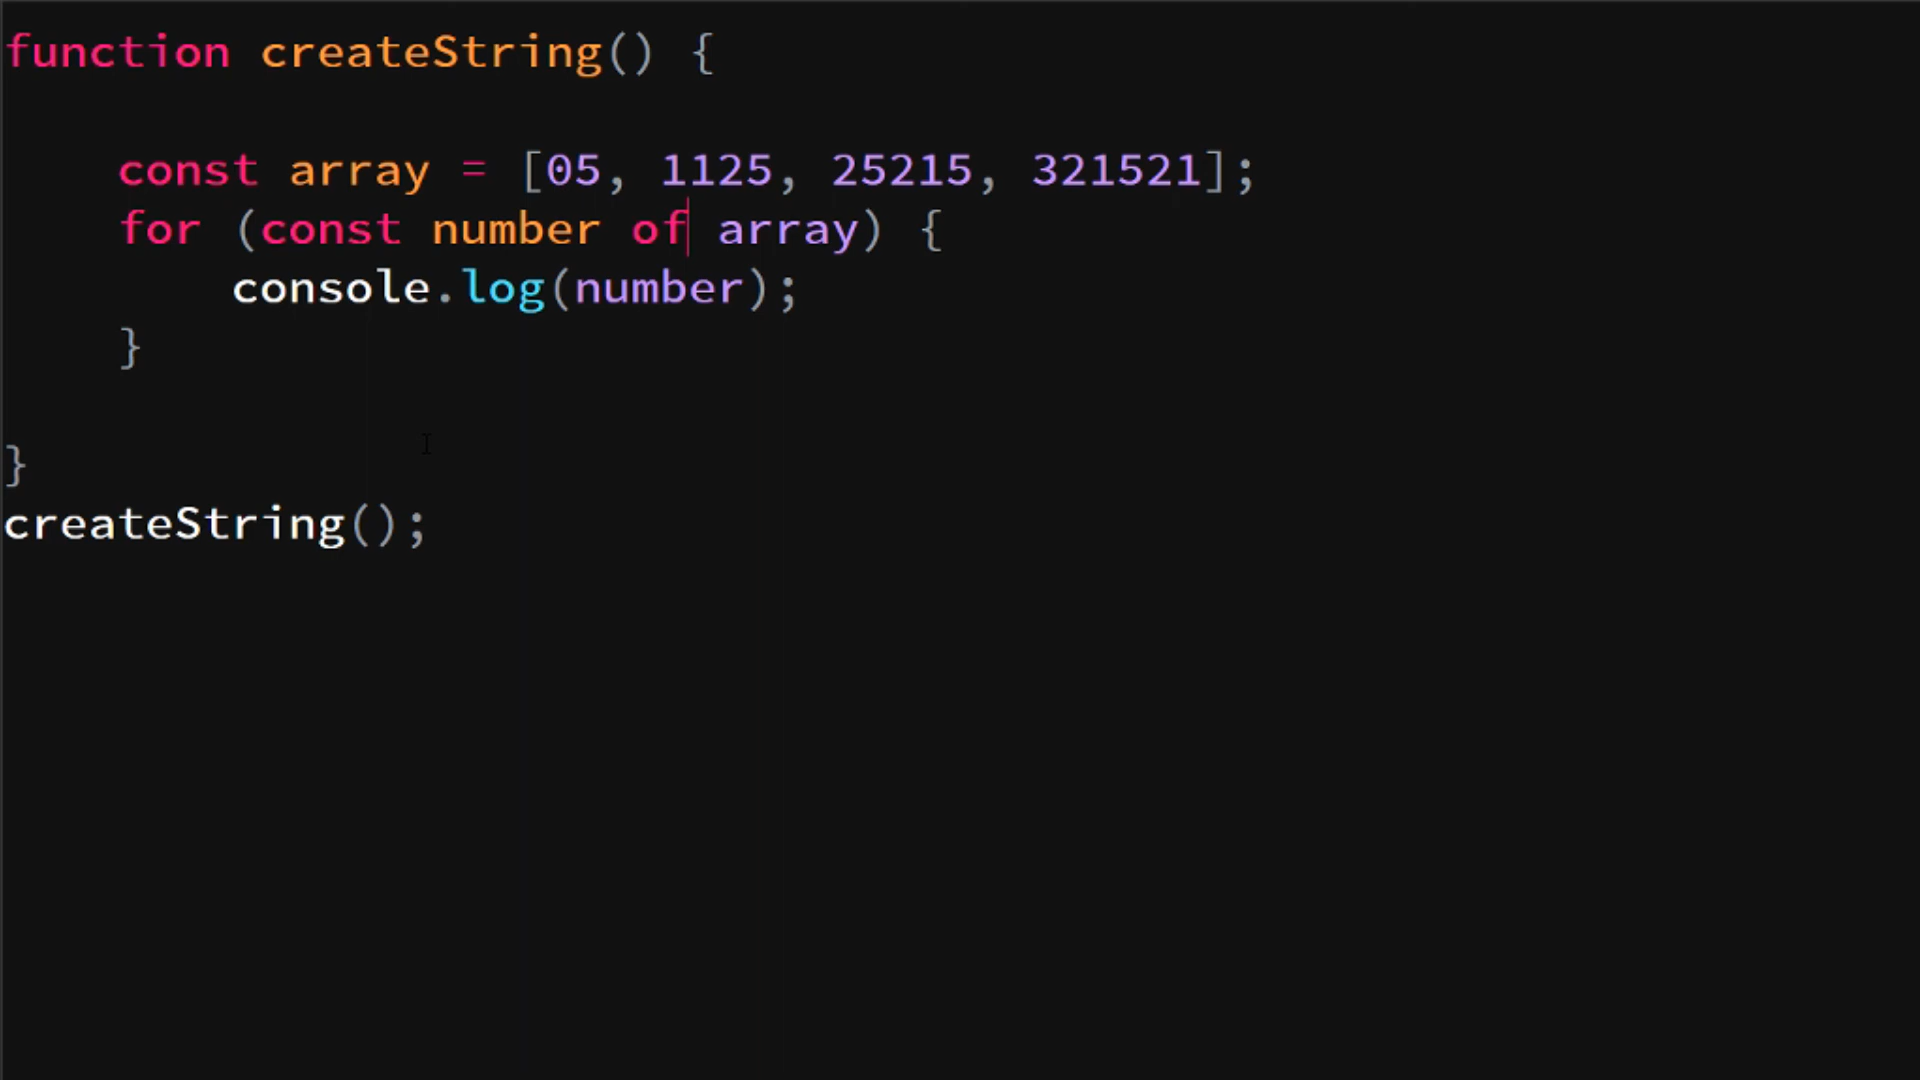 function createString() {
const array = [05, 1125, 25215, 321521];
for (const number of array) {
console.log(number);
}
}
createString();